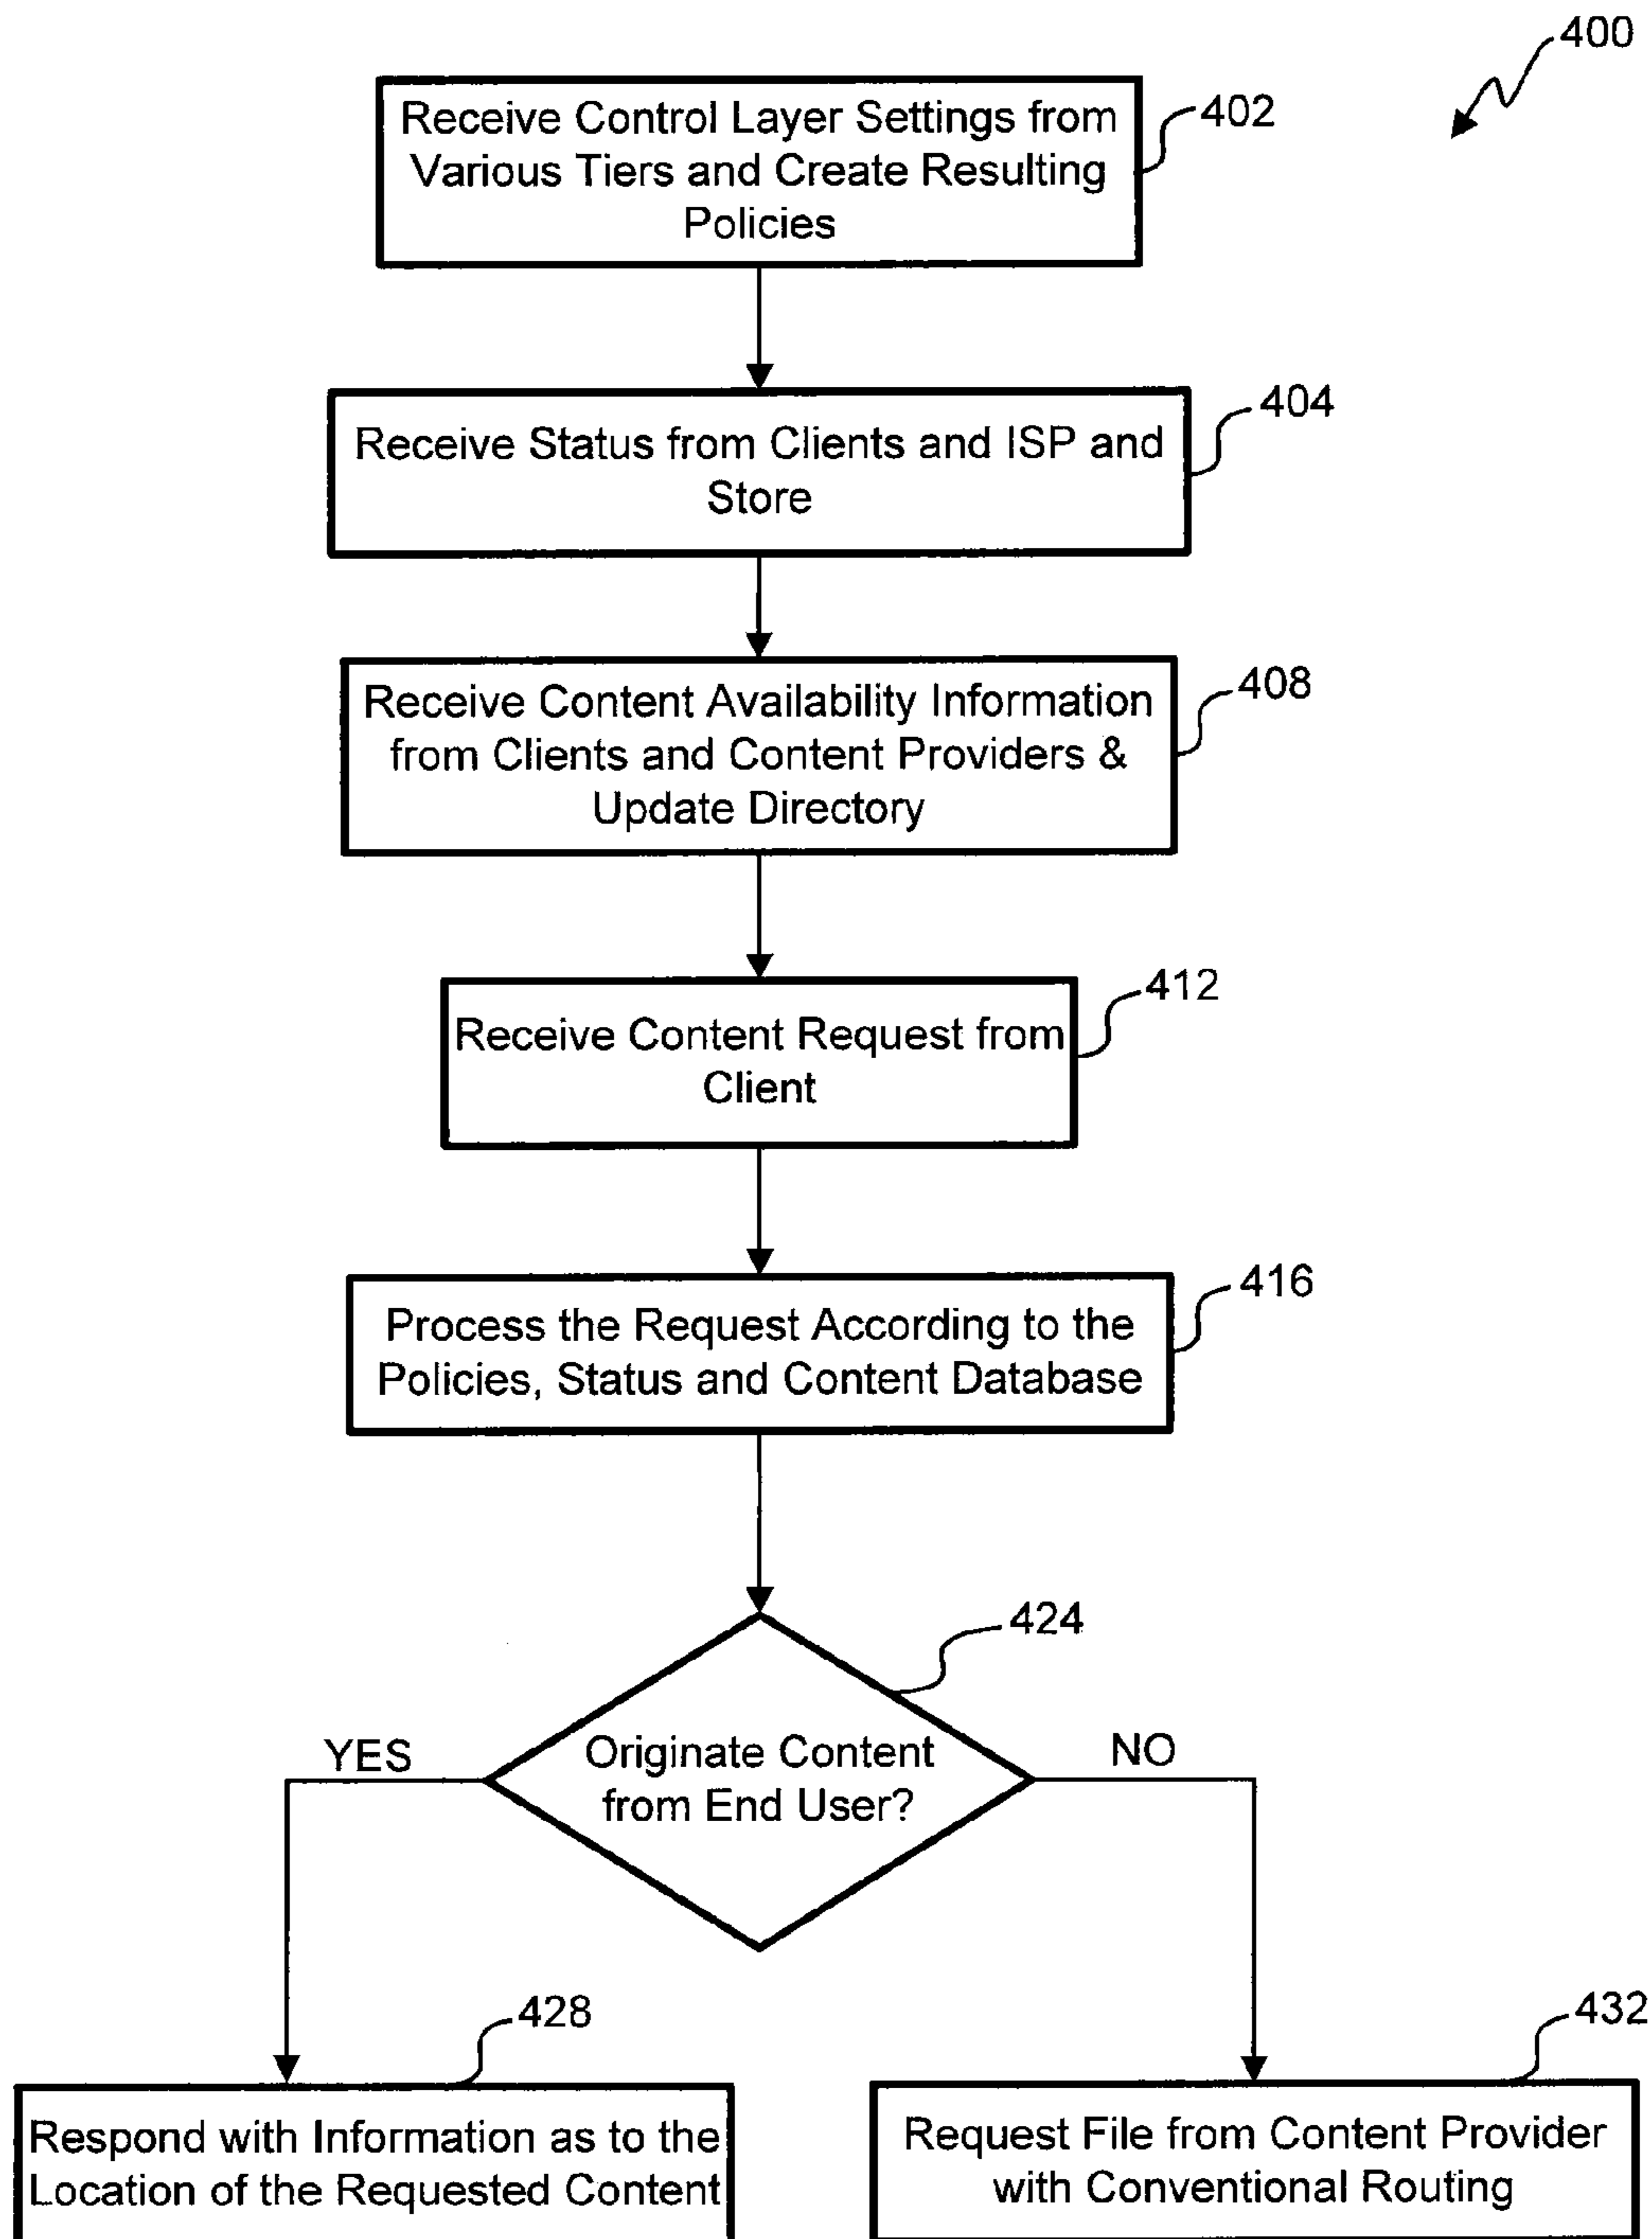 400
Receive Control Layer Settings from
Various Tiers and Create Resulting
Policies
402
Receive Status from Clients and ISP and
Store
404
Receive Content Availability Information
from Clients and Content Providers &
Update Directory
408
Receive Content Request from
Client
412
Process the Request According to the
Policies, Status and Content Database
416
424
Originate Content
from End User?
YES
NO
428
Respond with Information as to the
Location of the Requested Content
432
Request File from Content Provider
with Conventional Routing